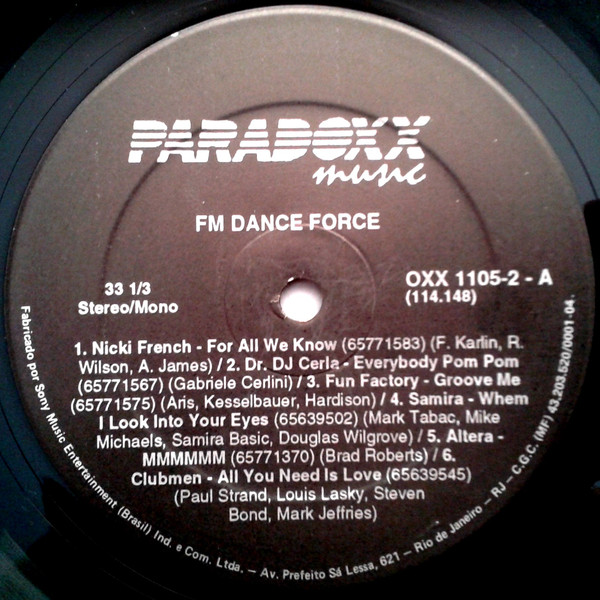 PARADOXX
music
FM DANCE FORCE
33 1/3
Stereo/Mono
OXX 1105-2 - A
(114.148)
1. Nicki French - For All We Know (65771583) (F. Karlin, R.
Wilson, A. James) / 2. Dr. DJ Cerla - Everybody Pom Pom
(65771567) (Gabriele Cerlini) / 3. Fun Factory - Groove Me
(65771575) (Aris, Kesselbauer, Hardison) / 4. Samira - Whem
I Look Into Your Eyes (65639502) (Mark Tabac, Mike
Michaels, Samira Basic, Douglas Wilgrove) / 5. Altera -
MMMMMM (65771370) (Brad Roberts) / 6.
Clubmen - All You Need Is Love (65639545)
(Paul Strand, Louis Lasky, Steven
Bond, Mark Jeffries)
Fabricado por Sony Music Entertainment (Brasil) Ind. e Com. Ltda. – Av. Prefeito Sá Lessa, 621 – Rio de Janeiro – RJ – C.G.C. (MF) 43.203.520/0001-04.